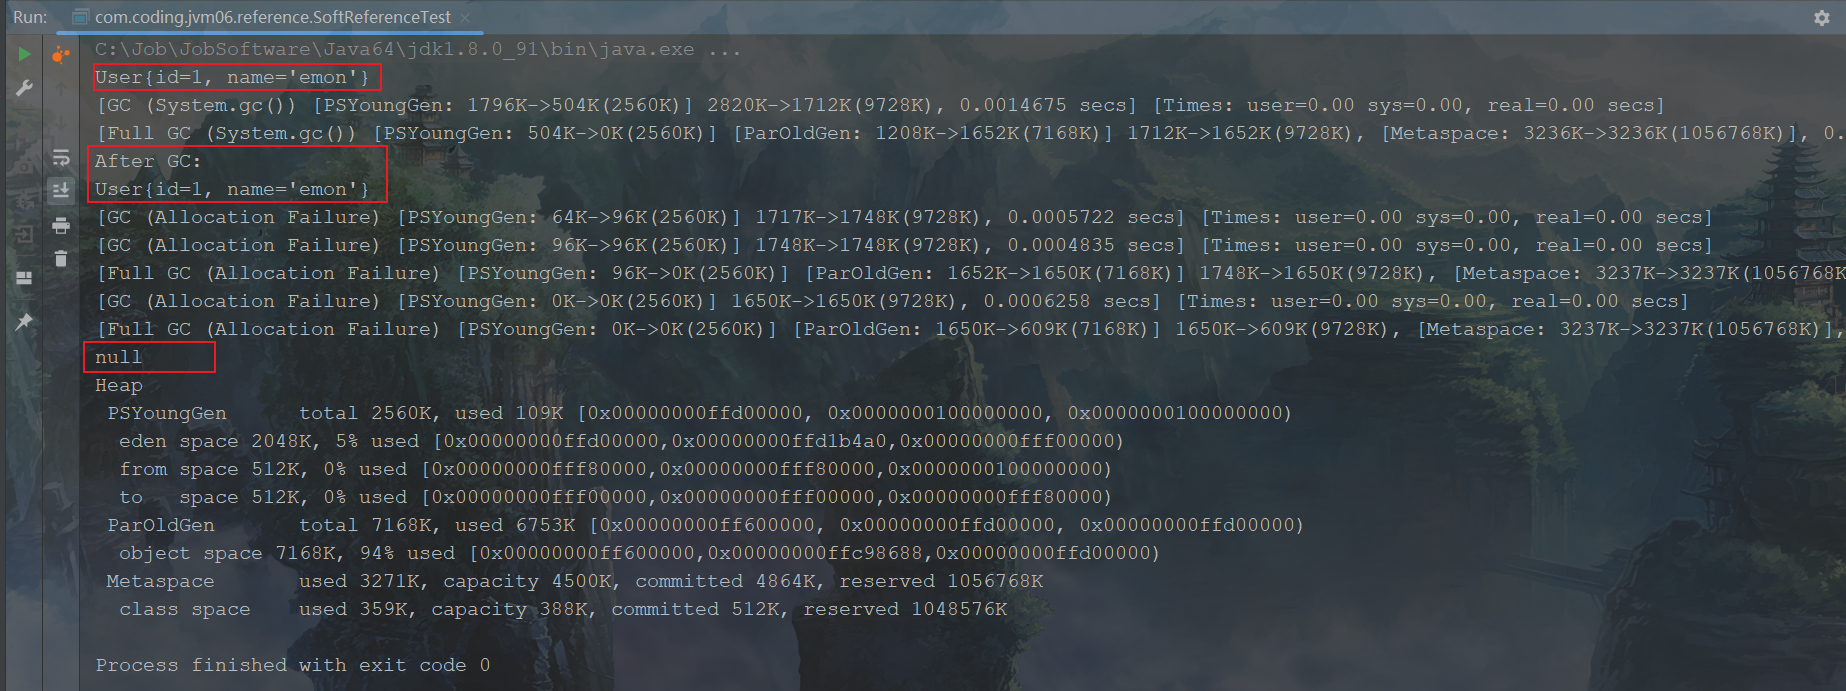 Run: com.coding.jvm06.reference.SoftReferenceTest
C:\Job\JobSoftware\Java64\jdk1.8.0_91\bin\java.exe ...
User{id=1, name='emon'}
[GC (System.gc()) [PSYoungGen: 1796K->504K(2560K)] 2820K->1712K(9728K), 0.0014675 secs] [Times: user=0.00 sys=0.00, real=0.00 secs]
[Full GC (System.gc()) [PSYoungGen: 504K->0K(2560K)] [ParOldGen: 1208K->1652K(7168K)] 1712K->1652K(9728K), [Metaspace: 3236K->3236K(1056768K)], 0.
After GC:
User{id=1, name='emon'}
[GC (Allocation Failure) [PSYoungGen: 64K->96K(2560K)] 1717K->1748K(9728K), 0.0005722 secs] [Times: user=0.00 sys=0.00, real=0.00 secs]
[GC (Allocation Failure) [PSYoungGen: 96K->96K(2560K)] 1748K->1748K(9728K), 0.0004835 secs] [Times: user=0.00 sys=0.00, real=0.00 secs]
[Full GC (Allocation Failure) [PSYoungGen: 96K->0K(2560K)] [ParOldGen: 1652K->1650K(7168K)] 1748K->1650K(9728K), [Metaspace: 3237K->3237K(1056768K
[GC (Allocation Failure) [PSYoungGen: 0K->0K(2560K)] 1650K->1650K(9728K), 0.0006258 secs] [Times: user=0.00 sys=0.00, real=0.00 secs]
[Full GC (Allocation Failure) [PSYoungGen: 0K->0K(2560K)] [ParOldGen: 1650K->609K(7168K)] 1650K->609K(9728K), [Metaspace: 3237K->3237K(1056768K)],
null
Heap
PSYoungGen total 2560K, used 109K [0x00000000ffd00000, 0x0000000100000000, 0x0000000100000000)
eden space 2048K, 5% used [0x00000000ffd00000,0x00000000ffd1b4a0,0x00000000fff00000)
from space 512K, 0% used [0x00000000fff80000,0x00000000fff80000,0x0000000100000000)
to space 512K, 0% used [0x00000000fff00000,0x00000000fff00000,0x00000000fff80000)
ParOldGen total 7168K, used 6753K [0x00000000ff600000, 0x00000000ffd00000, 0x00000000ffd00000)
object space 7168K, 94% used [0x00000000ff600000,0x00000000ffc98688,0x00000000ffd00000)
Metaspace used 3271K, capacity 4500K, committed 4864K, reserved 1056768K
class space used 359K, capacity 388K, committed 512K, reserved 1048576K
Process finished with exit code 0